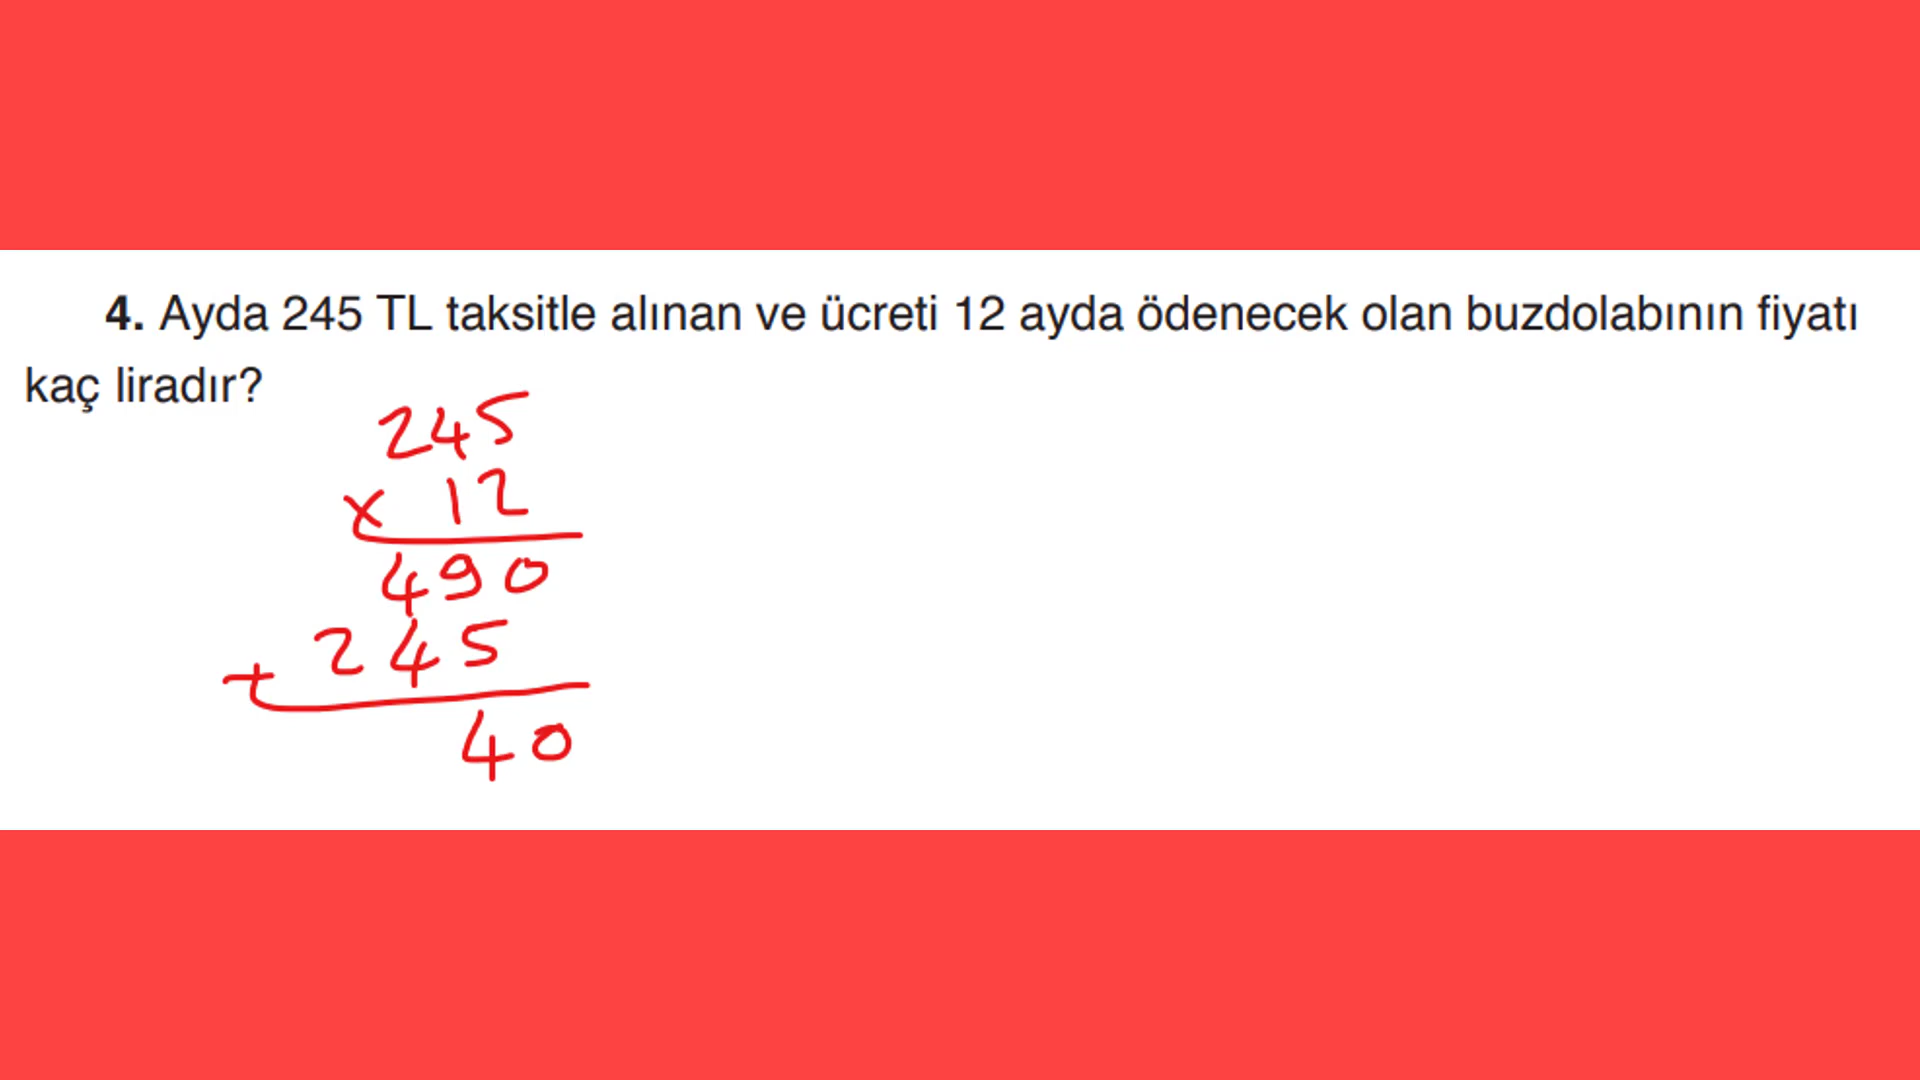 4. Ayda 245 TL taksitle alınan ve ücreti 12 ayda ödenecek olan buzdolabının fiyatı
kaç liradır?
245
x 12
490
+ 245
40